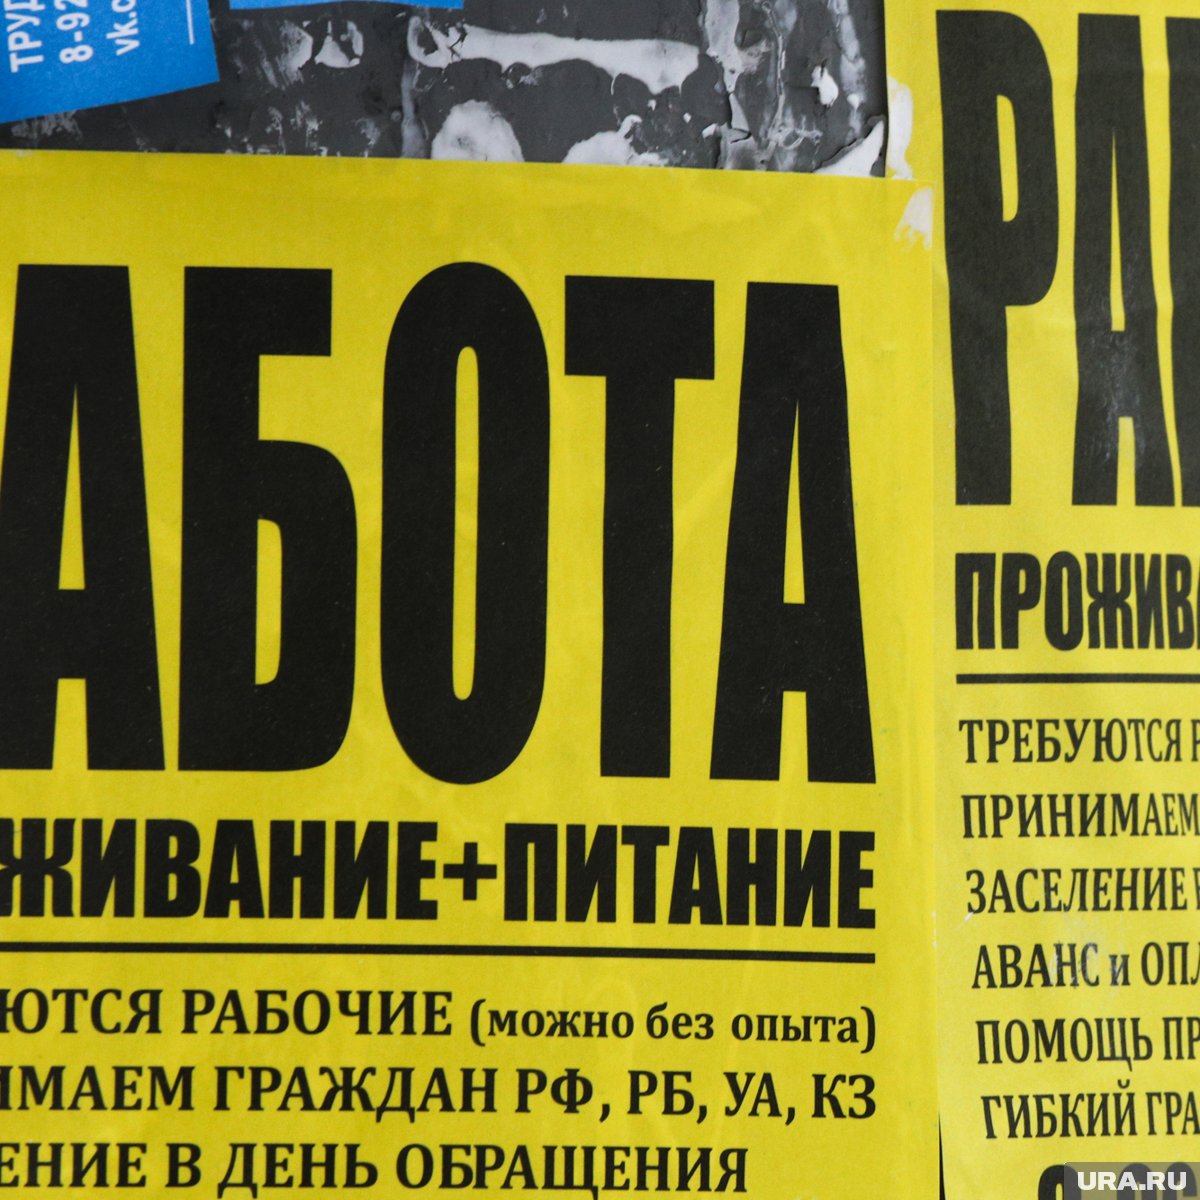 ТРУД
8-92
vk.c
АБОТА
ЖИВАНИЕ+ПИТАНИЕ
ЮТСЯ РАБОЧИЕ (можно без опыта)
ИМАЕМ ГРАЖДАН РФ, РБ, УА, КЗ
ЕНИЕ В ДЕНЬ ОБРАЩЕНИЯ
РА
ПРОЖИВА
ТРЕБУЮТСЯ Р
ПРИНИМАЕМ
ЗАСЕЛЕНИЕ В
АВАНС и ОПЛ
ПОМОЩЬ ПР
ГИБКИЙ ГРА
URA.RU